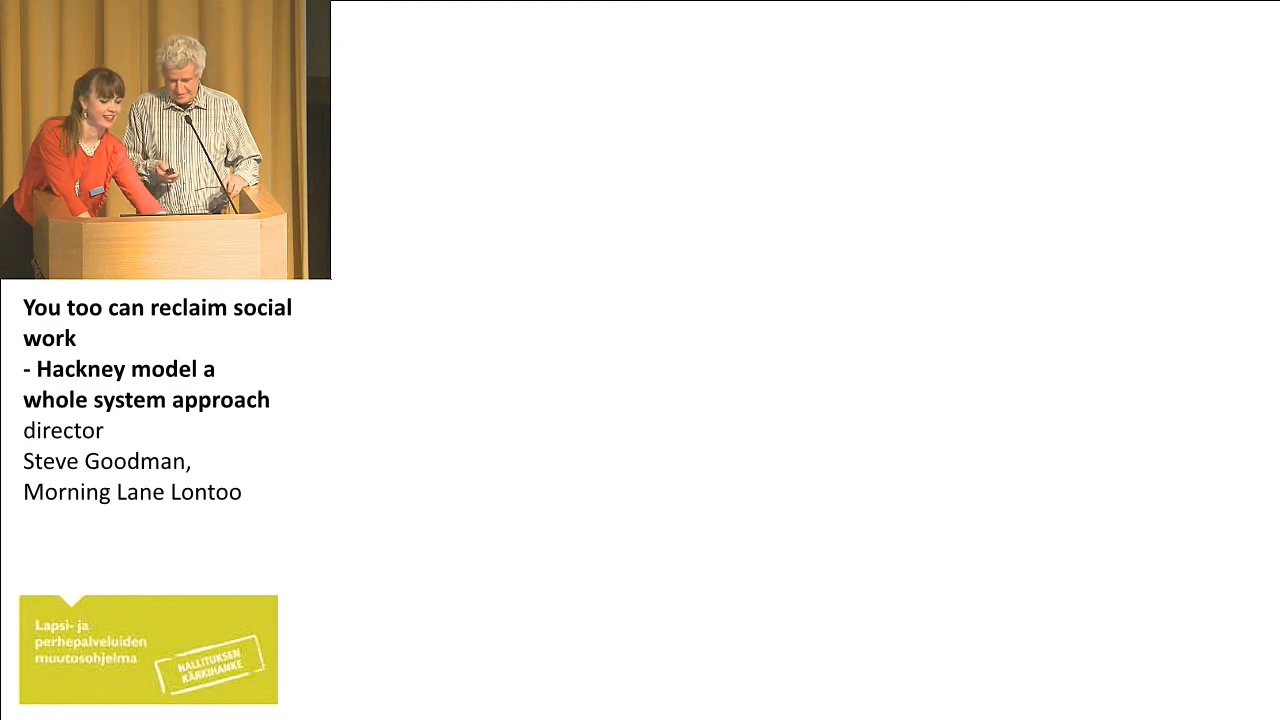 You too can reclaim social
work
- Hackney model a
whole system approach
director
Steve Goodman,
Morning Lane Lontoo
Lapsi- ja
perhepalveluiden
muutosohjelma
HALLITUKSEN
KÄRKIHANKE